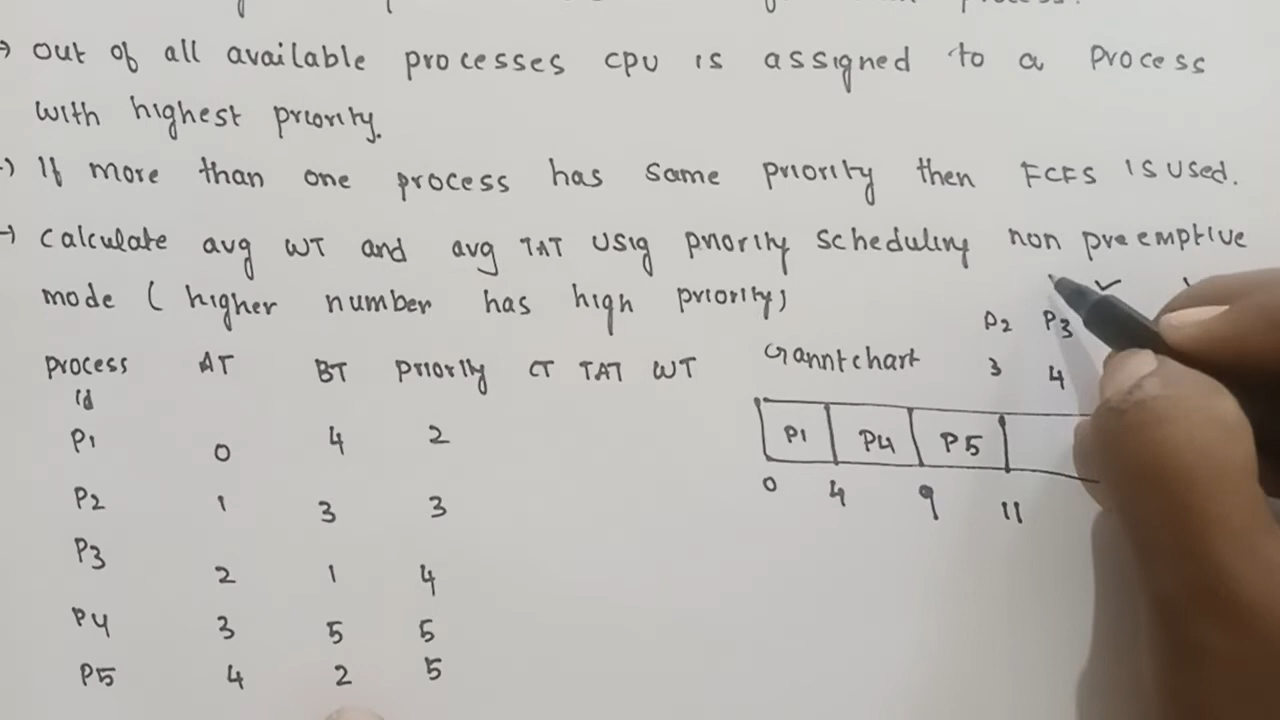 → out of all available processes CPU is assigned to a process
with highest priority.
→) If more than one process has same priority then FCFS is used.
→) calculate avg WT and avg TAT usig priority scheduling non preemptive
mode ( higher number has high priority)
process Id AT BT Priority CT TAT WT
P1 0 4 2
P2 1 3 3
P3 2 1 4
P4 3 5 5
P5 4 2 5
Gannt chart
P2 P3
3 4
P1 P4 P5
0 4 9 11